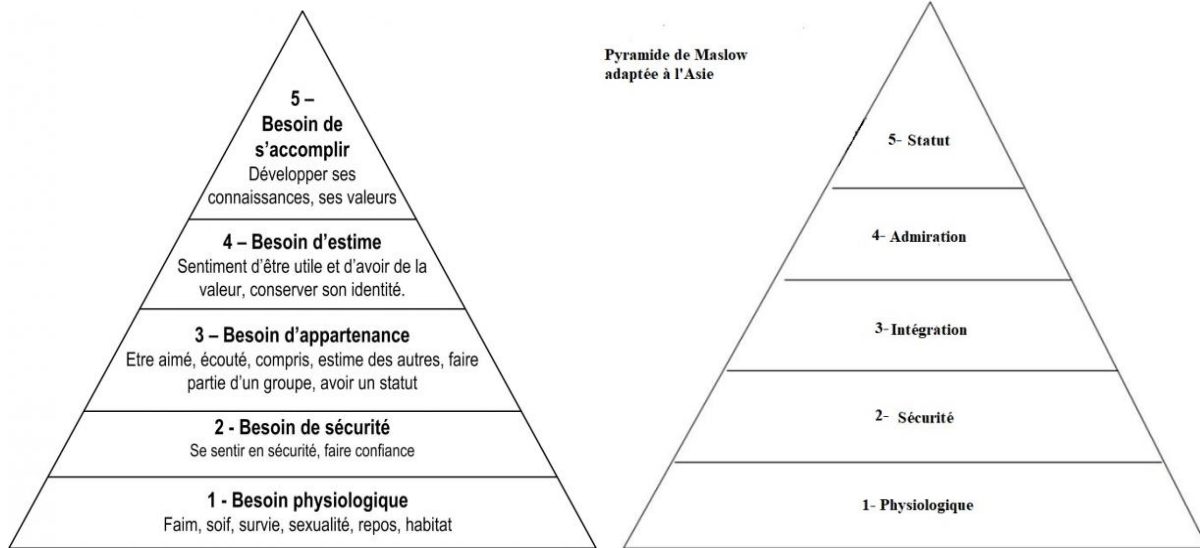 5 –
Besoin de
s’accomplir
Développer ses
connaissances, ses valeurs
4 – Besoin d’estime
Sentiment d’être utile et d’avoir de la
valeur, conserver son identité.
3 – Besoin d’appartenance
Etre aimé, écouté, compris, estime des autres, faire
partie d’un groupe, avoir un statut
2 - Besoin de sécurité
Se sentir en sécurité, faire confiance
1 - Besoin physiologique
Faim, soif, survie, sexualité, repos, habitat
Pyramide de Maslow
adaptée à l'Asie
5- Statut
4- Admiration
3- Intégration
2- Sécurité
1- Physiologique